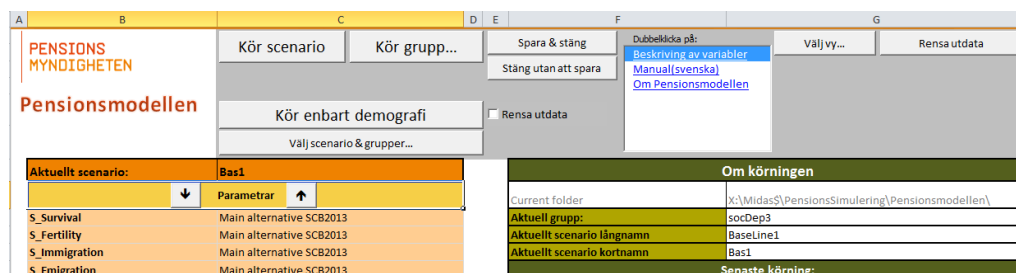 A B C D E F G
PENSIONS
MYNDIGHETEN
Pensionsmodellen
Kör scenario
Kör grupp...
Kör enbart demografi
Välj scenario & grupper...
Spara & stäng
Stäng utan att spara
Rensa utdata
Dubbelklicka på:
Beskriving av variabler
Manual(svenska)
Om Pensionsmodellen
Välj vy...
Rensa utdata
Aktuellt scenario: Bas1
Parametrar
S_Survival Main alternative SCB2013
S_Fertility Main alternative SCB2013
S_Immigration Main alternative SCB2013
S_Emigration Main alternative SCB2013
Om körningen
Current folder X:\Midas$\PensionsSimulering\Pensionsmodellen\
Aktuell grupp: socDep3
Aktuellt scenario långnamn BaseLine1
Aktuellt scenario kortnamn Bas1
Senaste körning: